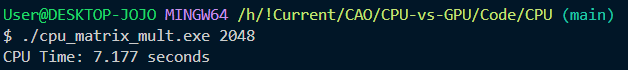 User@DESKTOP-JOJO MINGW64 /h/!Current/CAO/CPU-vs-GPU/Code/CPU (main)
$ ./cpu_matrix_mult.exe 2048
CPU Time: 7.177 seconds